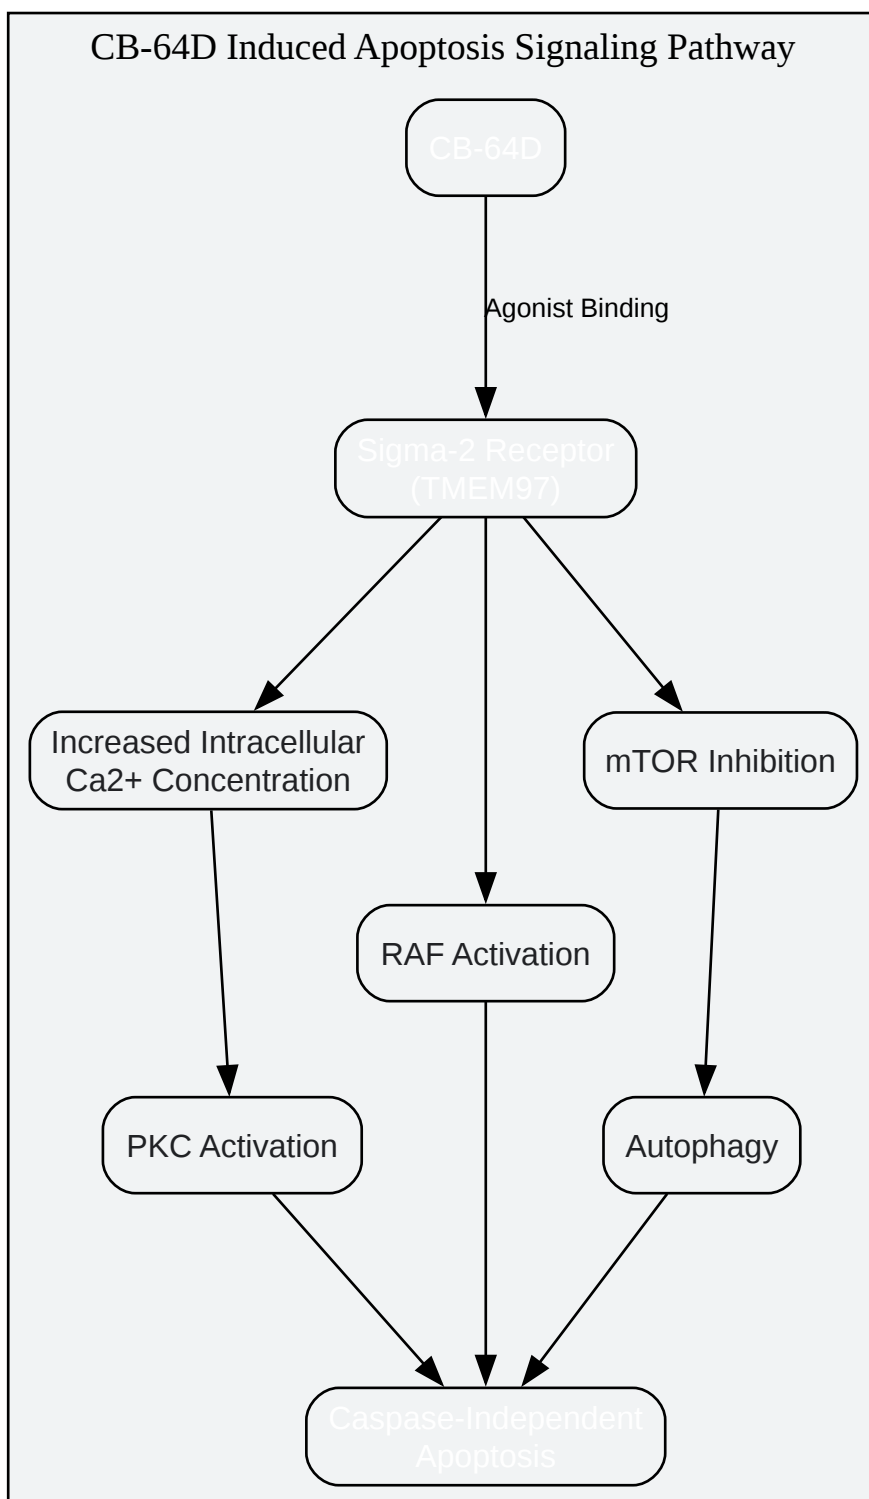 CB-64D Induced Apoptosis Signaling Pathway
CB-64D
Agonist Binding
Sigma-2 Receptor
(TMEM97)
Increased Intracellular
Ca2+ Concentration
mTOR Inhibition
RAF Activation
PKC Activation
Autophagy
Caspase-Independent
Apoptosis